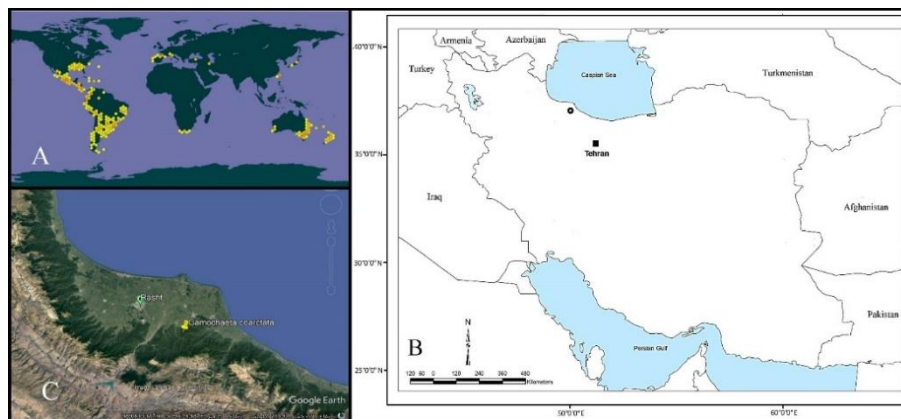 A
Rasht
Gamochaeta coarctata
Google Earth
C
40°0'0"N
Armenia
Azerbaijan
Turkey
Caspian Sea
Turkmenistan
Tehran
35°0'0"N
Iraq
Afghanistan
30°0'0"N
Pakistan
N
Persian Gulf
B
25°0'0"N
120 60 0 120 240 360 480
Kilometers
50°0'0"E
60°0'0"E